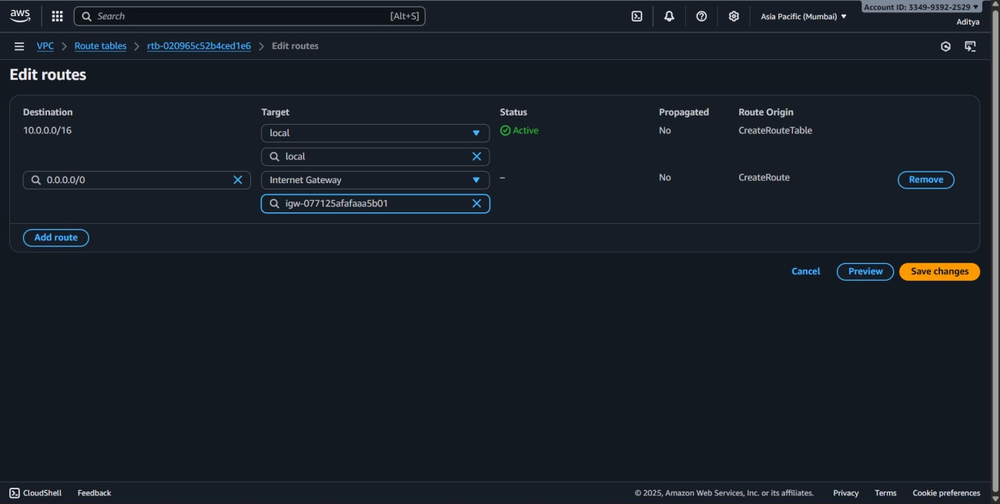 aws
Search [Alt+S]
Asia Pacific (Mumbai)
Account ID: 3349-9392-2529
Aditya
VPC > Route tables > rtb-020965c52b4ced1e6 > Edit routes
Edit routes
Destination Target Status Propagated Route Origin
10.0.0.0/16 local Active No CreateRouteTable
local
0.0.0.0/0 Internet Gateway – No CreateRoute Remove
igw-077125afafaaa5b01
Add route
Cancel Preview Save changes
CloudShell Feedback © 2025, Amazon Web Services, Inc. or its affiliates. Privacy Terms Cookie preferences